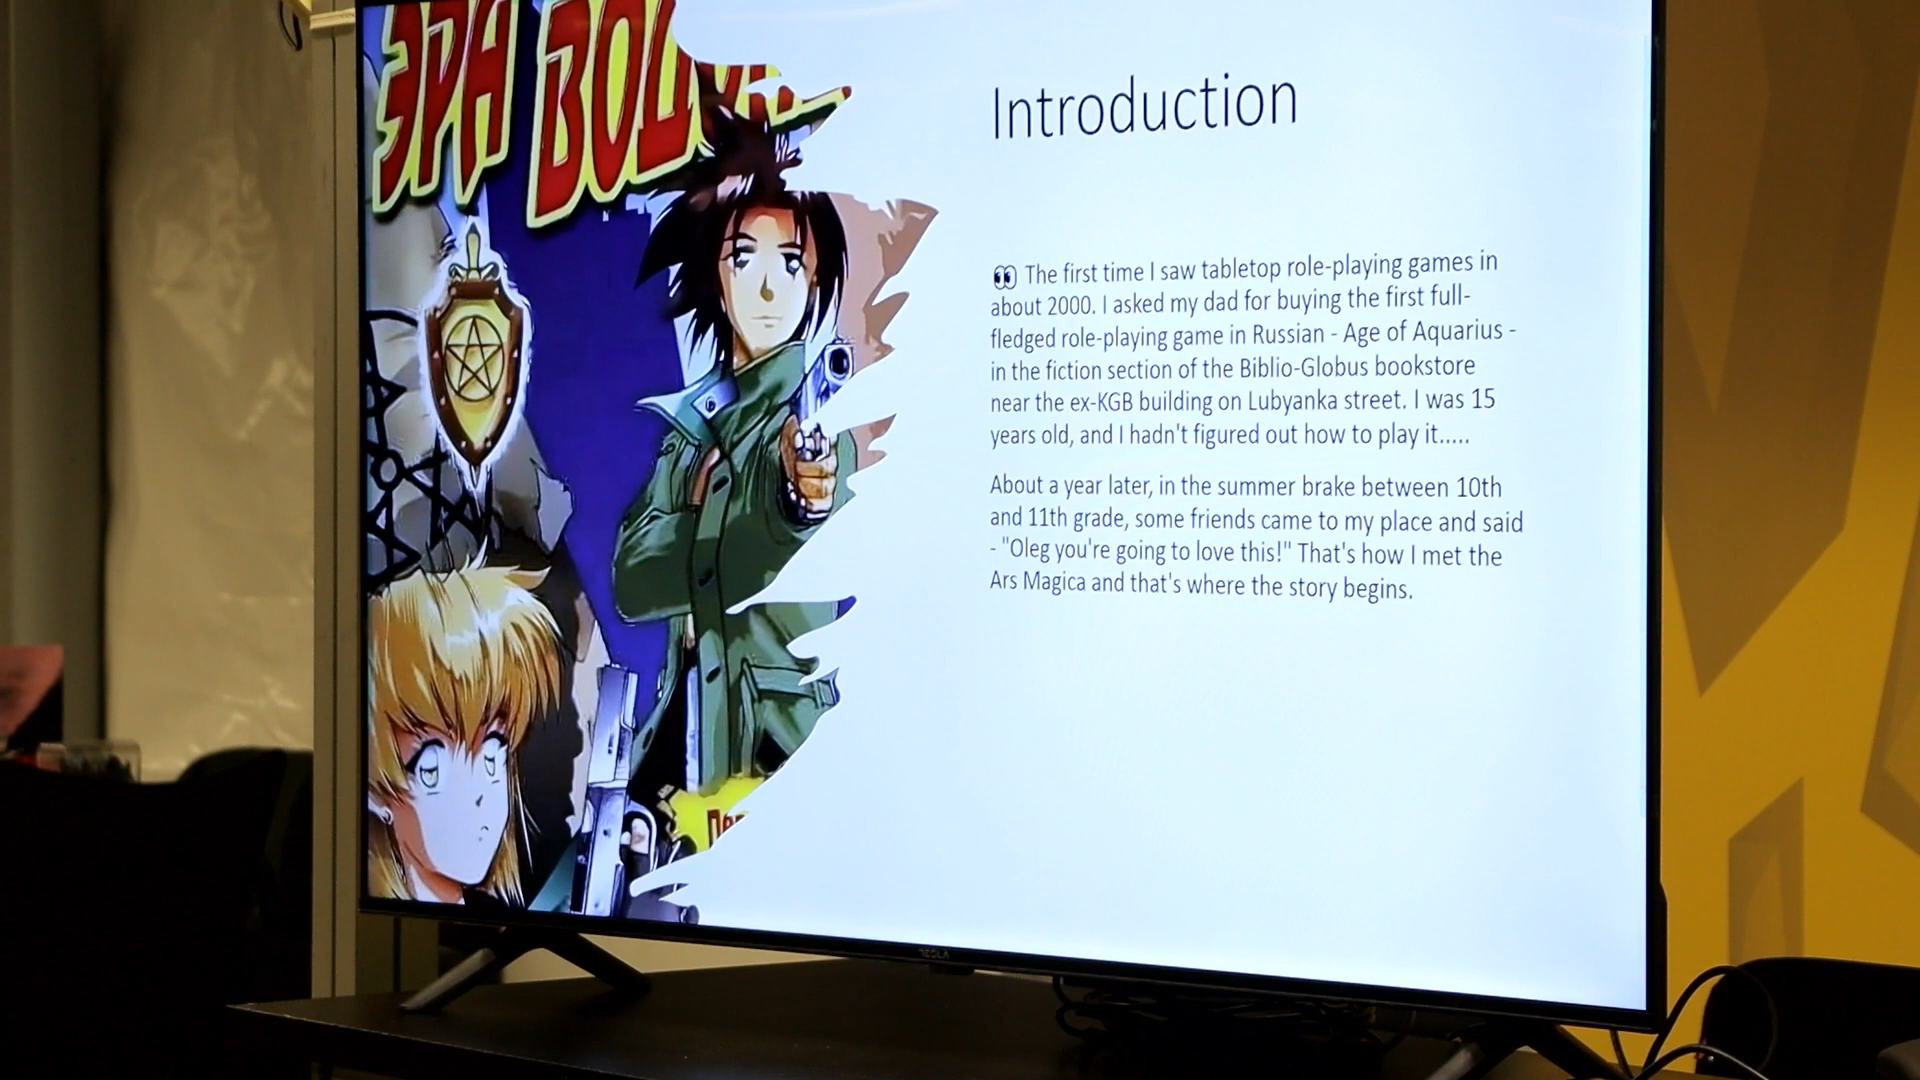 ЭРА ВОДОЛ
Introduction
👀 The first time I saw tabletop role-playing games in
about 2000. I asked my dad for buying the first full-
fledged role-playing game in Russian - Age of Aquarius -
in the fiction section of the Biblio-Globus bookstore
near the ex-KGB building on Lubyanka street. I was 15
years old, and I hadn't figured out how to play it.....
About a year later, in the summer brake between 10th
and 11th grade, some friends came to my place and said
- "Oleg you're going to love this!" That's how I met the
Ars Magica and that's where the story begins.
TESLA